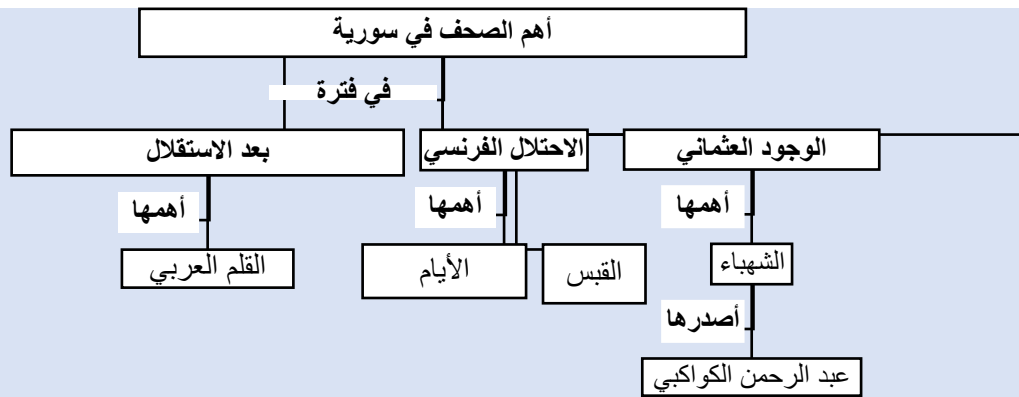 أهم الصحف في سورية
في فترة
الوجود العثماني
الاحتلال الفرنسي
بعد الاستقلال
أهمها
أهمها
أهمها
الشهباء
القبس
الأيام
القلم العربي
أصدرها
عبد الرحمن الكواكبي